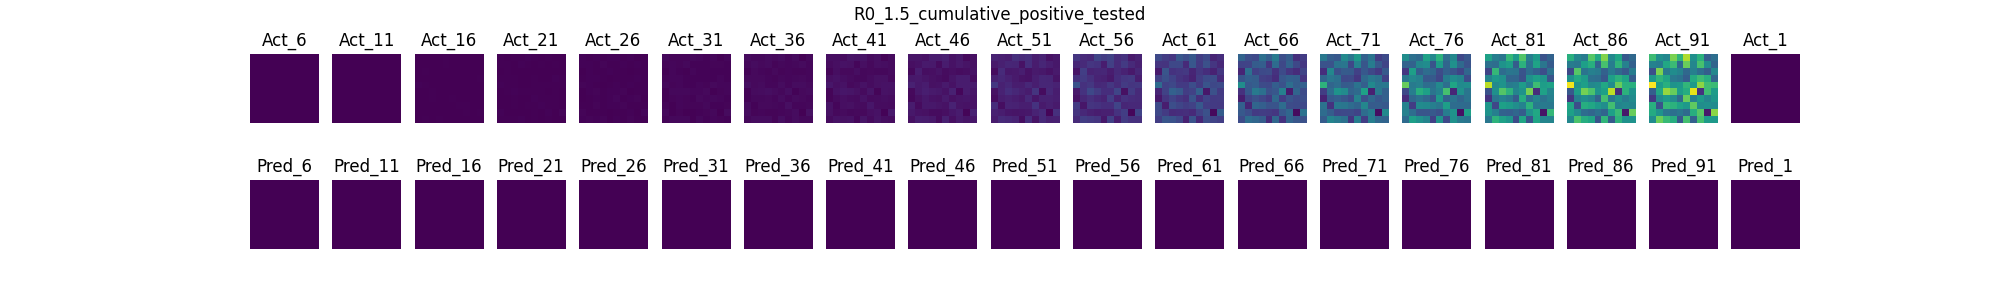 R0_1.5_cumulative_positive_tested
Act_6 Act_11 Act_16 Act_21 Act_26 Act_31 Act_36 Act_41 Act_46 Act_51 Act_56 Act_61 Act_66 Act_71 Act_76 Act_81 Act_86 Act_91 Act_1
Pred_6 Pred_11 Pred_16 Pred_21 Pred_26 Pred_31 Pred_36 Pred_41 Pred_46 Pred_51 Pred_56 Pred_61 Pred_66 Pred_71 Pred_76 Pred_81 Pred_86 Pred_91 Pred_1